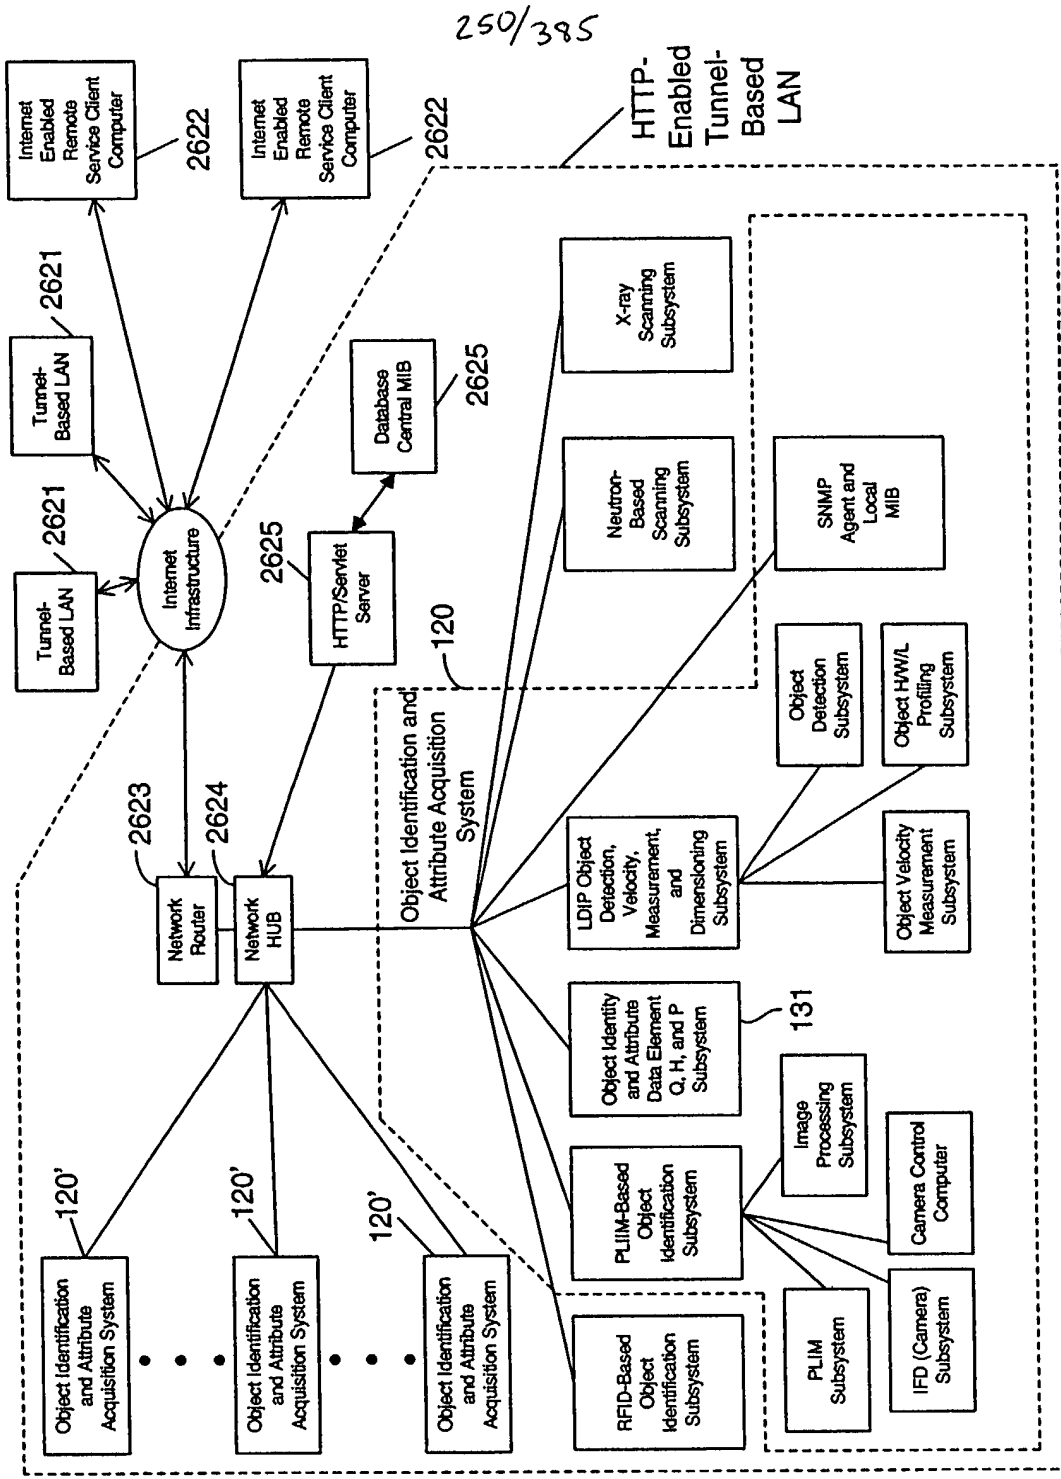 250/385
Internet
Enabled
Remote
Service Client
Computer
2622
Internet
Enabled
Remote
Service Client
Computer
2622
HTTP-
Enabled
Tunnel-
Based
LAN
Tunnel-
Based LAN
2621
Tunnel-
Based LAN
2621
Internet
Infrastructure
Database
Central MIB
2625
HTTP/Servlet
Server
2625
Network
Router
2623
Network
HUB
2624
Object Identification
and Attribute
Acquisition System
120'
Object Identification
and Attribute
Acquisition System
120'
Object Identification
and Attribute
Acquisition System
120'
Object Identification and
Attribute Acquisition
System
120
X-ray
Scanning
Subsystem
Neutron-
Based
Scanning
Subsystem
SNMP
Agent and
Local
MIB
LDIP Object
Detection,
Velocity,
Measurement,
and
Dimensioning
Subsystem
Object
Detection
Subsystem
Object H/W/L
Profiling
Subsystem
Object Velocity
Measurement
Subsystem
Object Identity
and Attribute
Data Element
Q, H, and P
Subsystem
131
PLIIM-Based
Object
Identification
Subsystem
Image
Processing
Subsystem
Camera Control
Computer
IFD (Camera)
Subsystem
PLIM
Subsystem
RFID-Based
Object
Identification
Subsystem